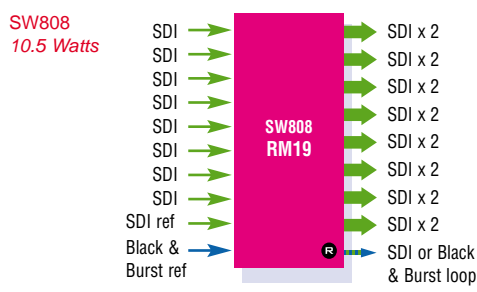 SW808
10.5 Watts
SDI
SDI
SDI
SDI
SDI
SDI
SDI
SDI
SDI ref
Black &
Burst ref
SW808
RM19
R
SDI x 2
SDI x 2
SDI x 2
SDI x 2
SDI x 2
SDI x 2
SDI x 2
SDI x 2
SDI or Black
& Burst loop